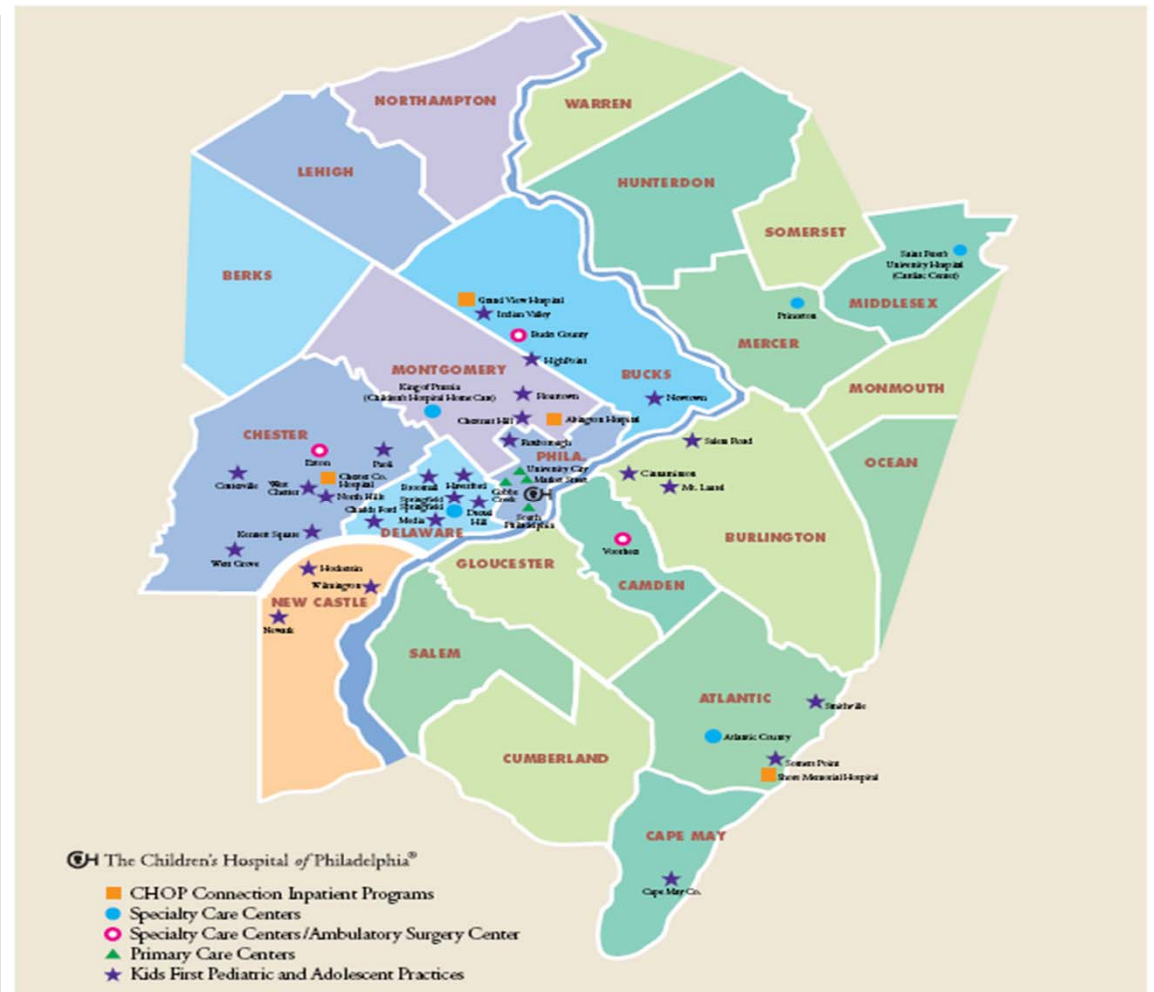 NORTHAMPTON
WARREN
LEHIGH
HUNTERDON
SOMERSET
Saint Peter's
University Hospital
(Cardiac Center)
BERKS
MIDDLESEX
Grand View Hospital
Indian Valley
Princeton
Bucks County
MERCER
HighPoint
MONTGOMERY
BUCKS
MONMOUTH
King of Prussia
(Children's Hospital Home Care)
Flourtown
Newtown
Chestnut Hill
Abington Hospital
CHESTER
Roxborough
Salem Road
PHILA.
OCEAN
Exton
Paoli
University City
Market Street
Cinnaminson
Mt. Laurel
Coatesville
West
Chester
Chester Co.
Hospital
North Hills
Broomall
Haverford
Cobbs
Creek
CH
Springfield
Springfield
Chadds Ford
Media
Drexel
Hill
South
Philadelphia
Kennett Square
DELAWARE
BURLINGTON
Voorhees
West Grove
GLOUCESTER
Hockessin
CAMDEN
Wilmington
NEW CASTLE
Newark
SALEM
ATLANTIC
Smithville
Atlantic County
CUMBERLAND
Somers Point
Shore Memorial Hospital
CAPE MAY
Cape May Co.
CH The Children's Hospital of Philadelphia®
CHOP Connection Inpatient Programs
Specialty Care Centers
Specialty Care Centers/Ambulatory Surgery Center
Primary Care Centers
Kids First Pediatric and Adolescent Practices